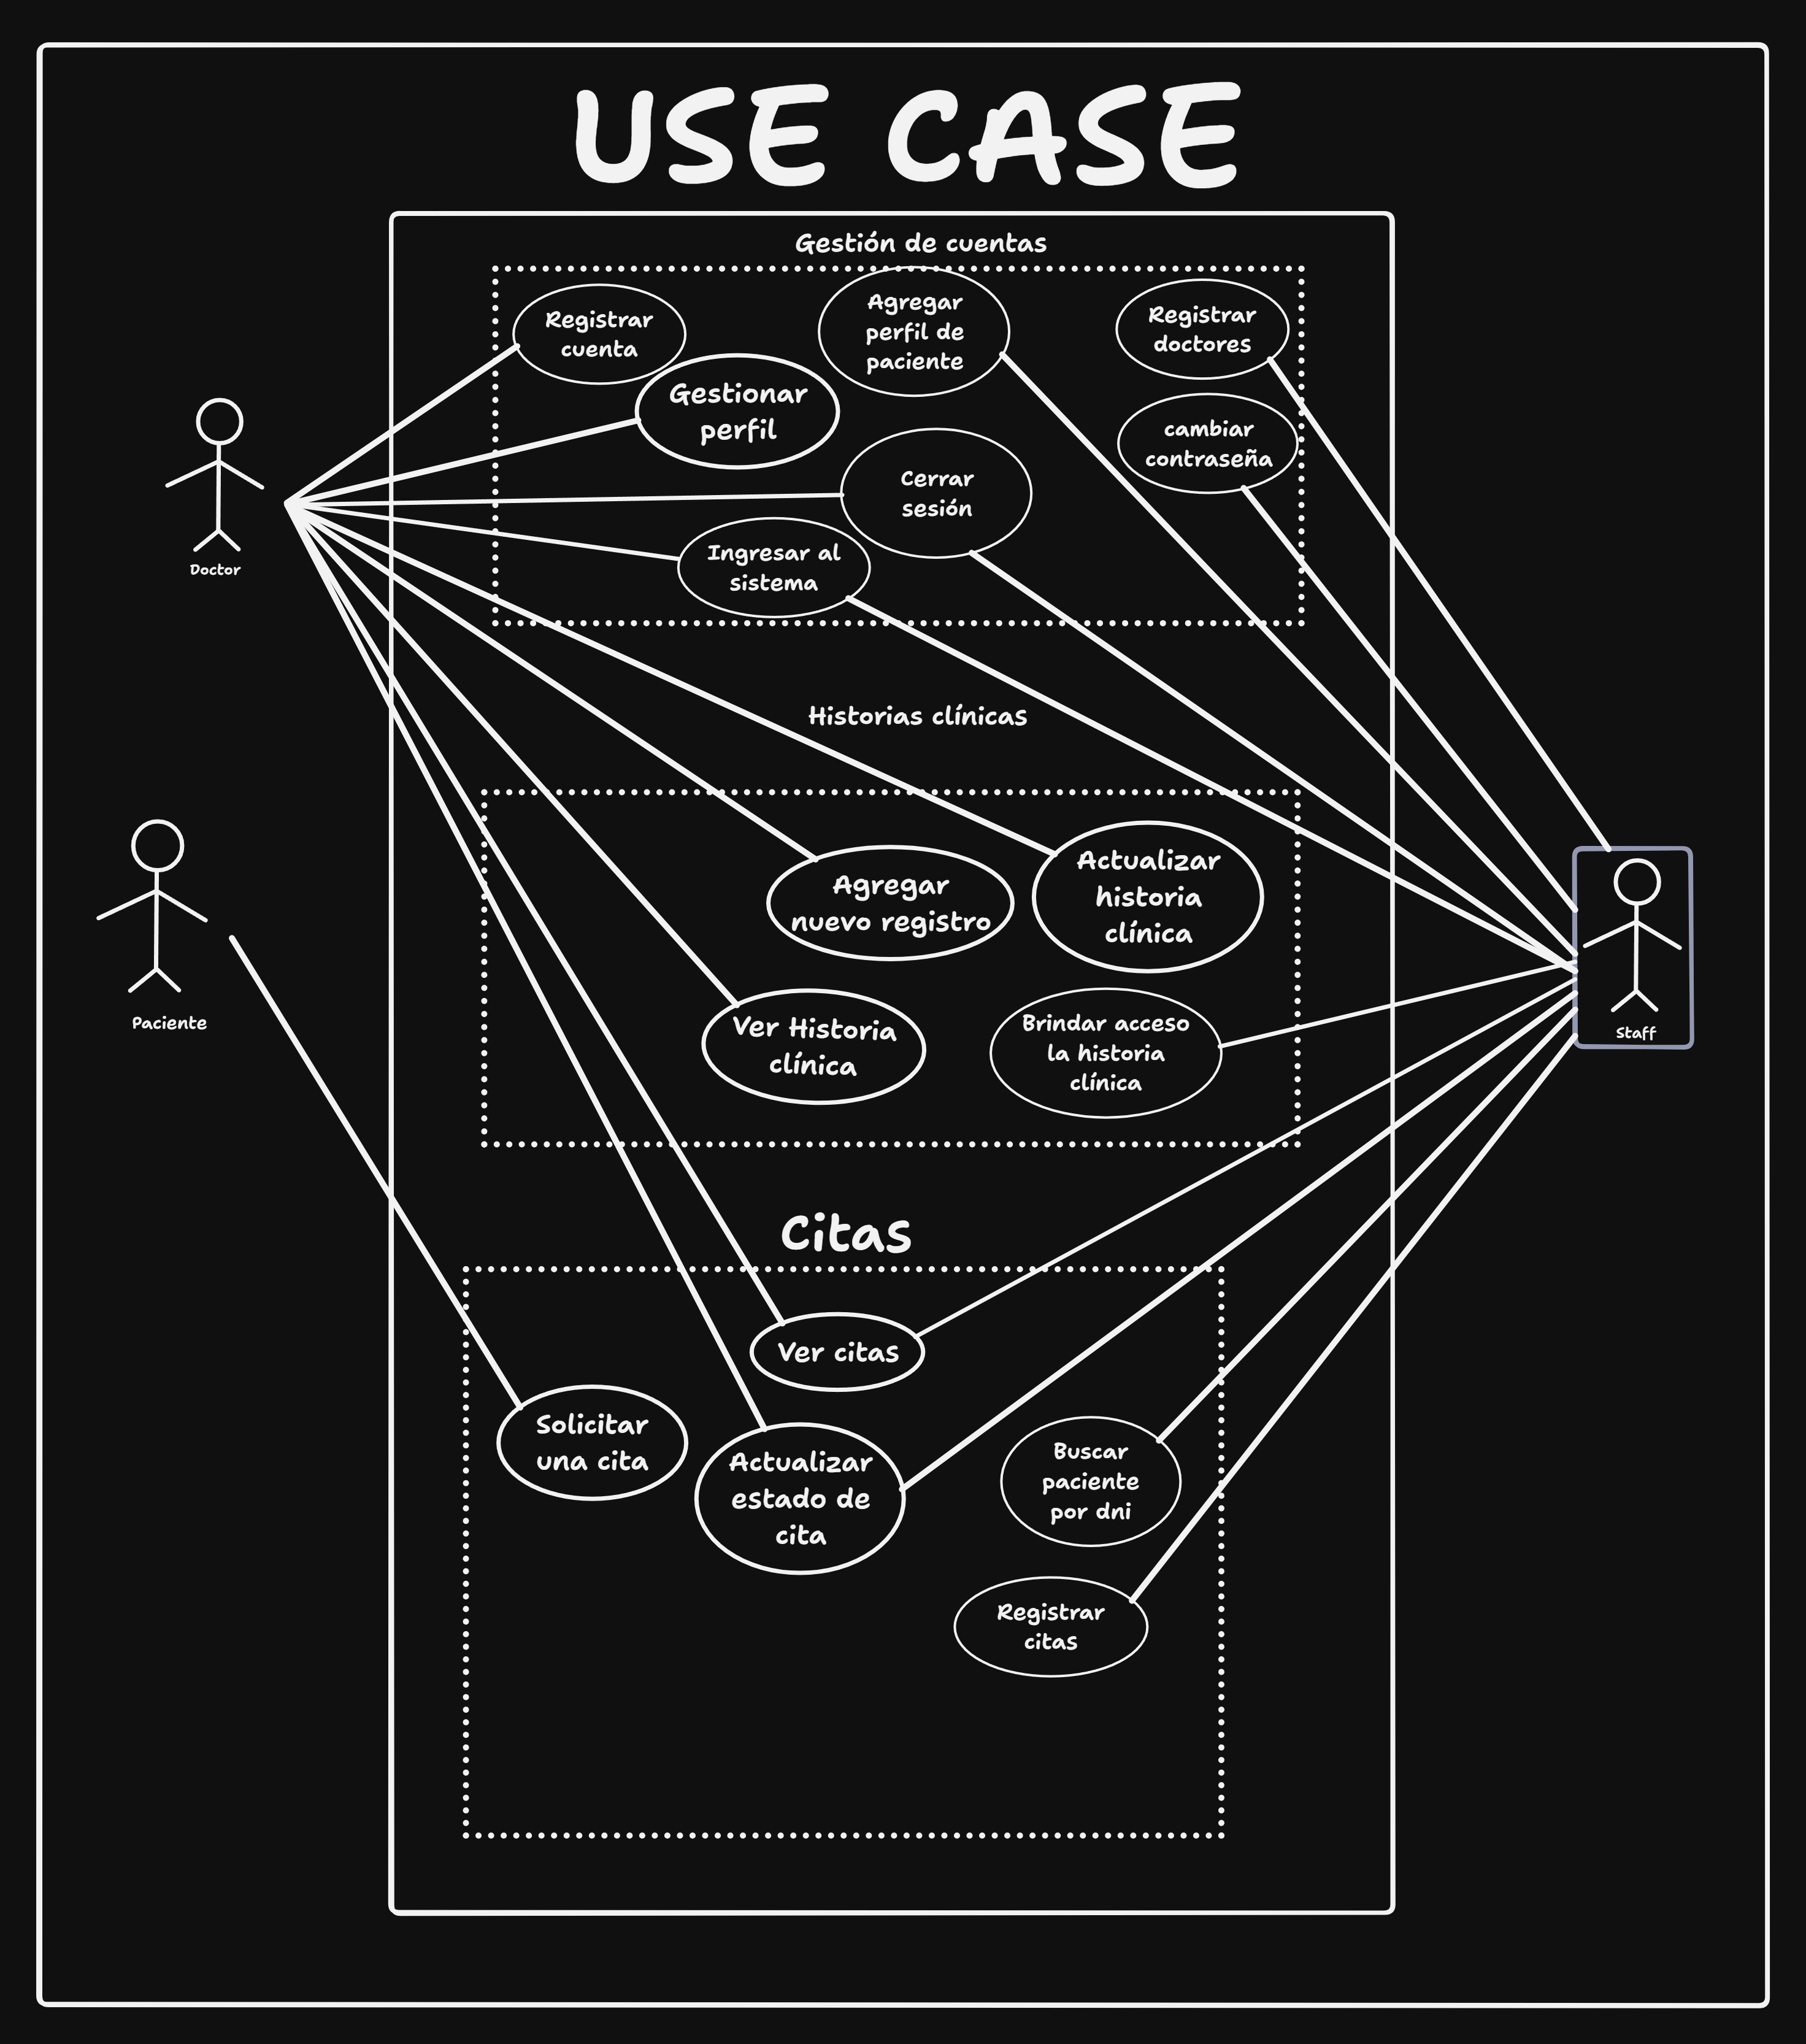 USE CASE
Gestión de cuentas
Registrar
cuenta
Agregar
perfil de
paciente
Registrar
doctores
Gestionar
perfil
cambiar
contraseña
Cerrar
sesión
Ingresar al
sistema
Doctor
Historias clínicas
Agregar
nuevo registro
Actualizar
historia
clínica
Paciente
Ver Historia
clínica
Brindar acceso
la historia
clínica
Staff
Citas
Ver citas
Solicitar
una cita
Actualizar
estado de
cita
Buscar
paciente
por dni
Registrar
citas